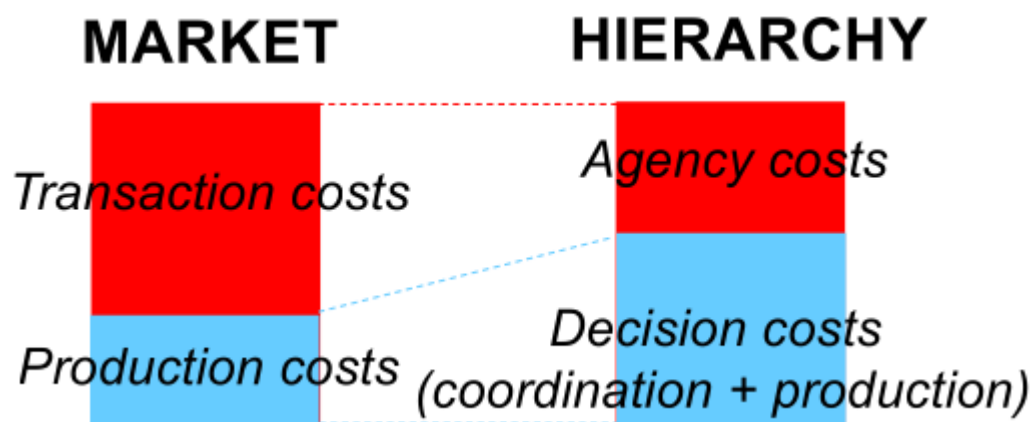 MARKET
HIERARCHY
Transaction costs
Agency costs
Production costs
Decision costs
(coordination + production)